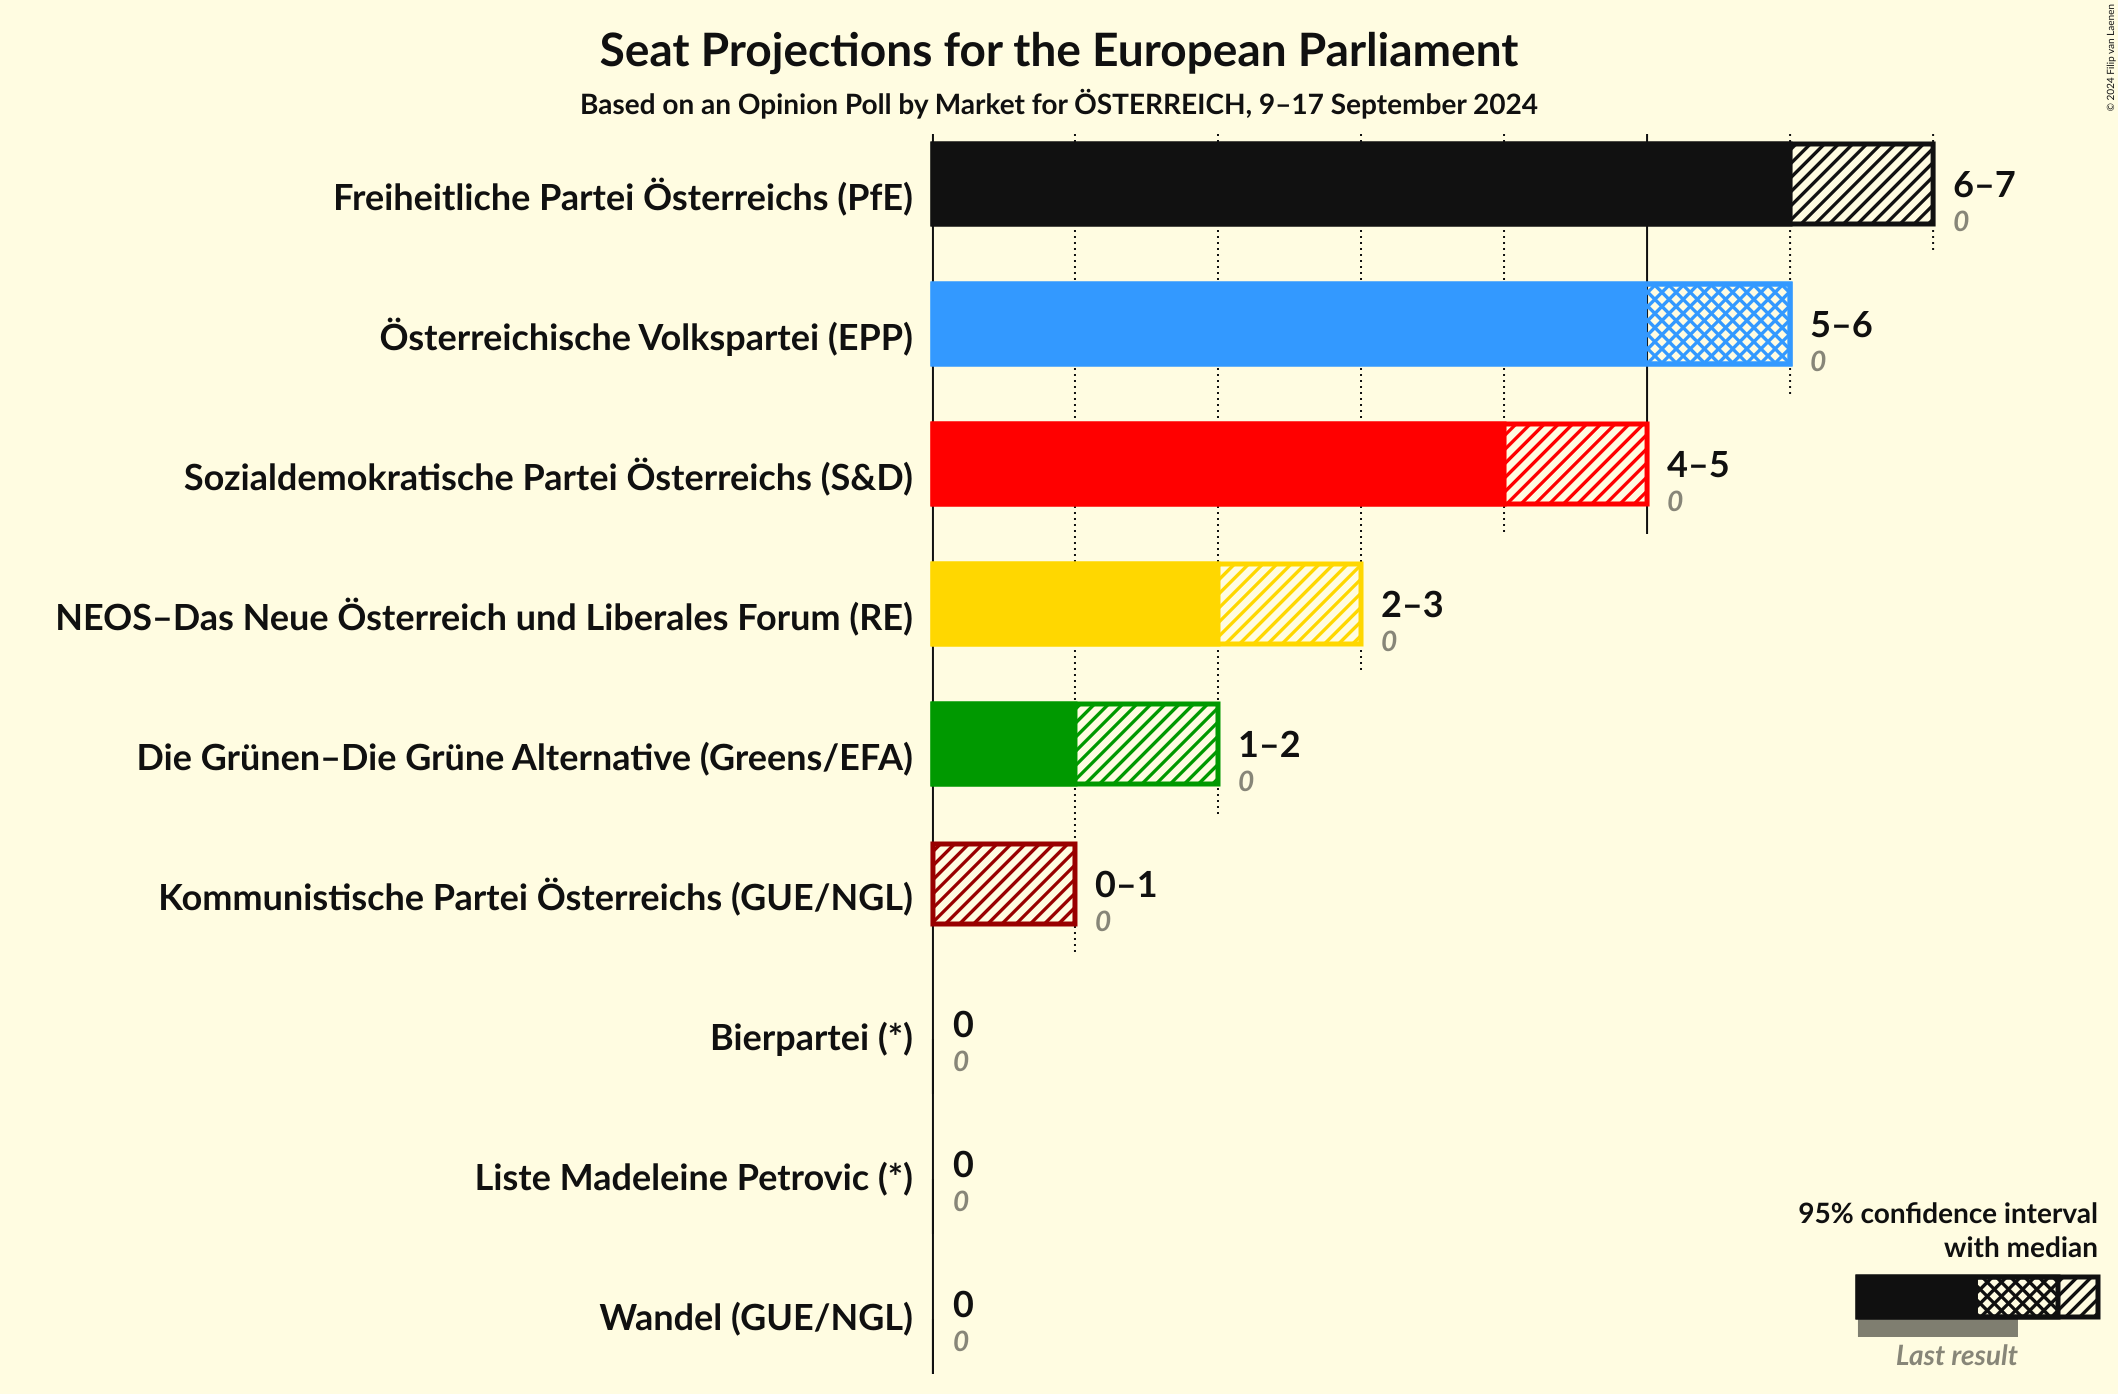 Seat Projections for the European Parliament
Based on an Opinion Poll by Market for ÖSTERREICH, 9–17 September 2024
© 2024 Filip van Laenen
Freiheitliche Partei Österreichs (PfE)
6–7
0
Österreichische Volkspartei (EPP)
5–6
0
Sozialdemokratische Partei Österreichs (S&D)
4–5
0
NEOS–Das Neue Österreich und Liberales Forum (RE)
2–3
0
Die Grünen–Die Grüne Alternative (Greens/EFA)
1–2
0
Kommunistische Partei Österreichs (GUE/NGL)
0–1
0
Bierpartei (*)
0
0
Liste Madeleine Petrovic (*)
0
0
Wandel (GUE/NGL)
0
0
95% confidence interval
with median
Last result